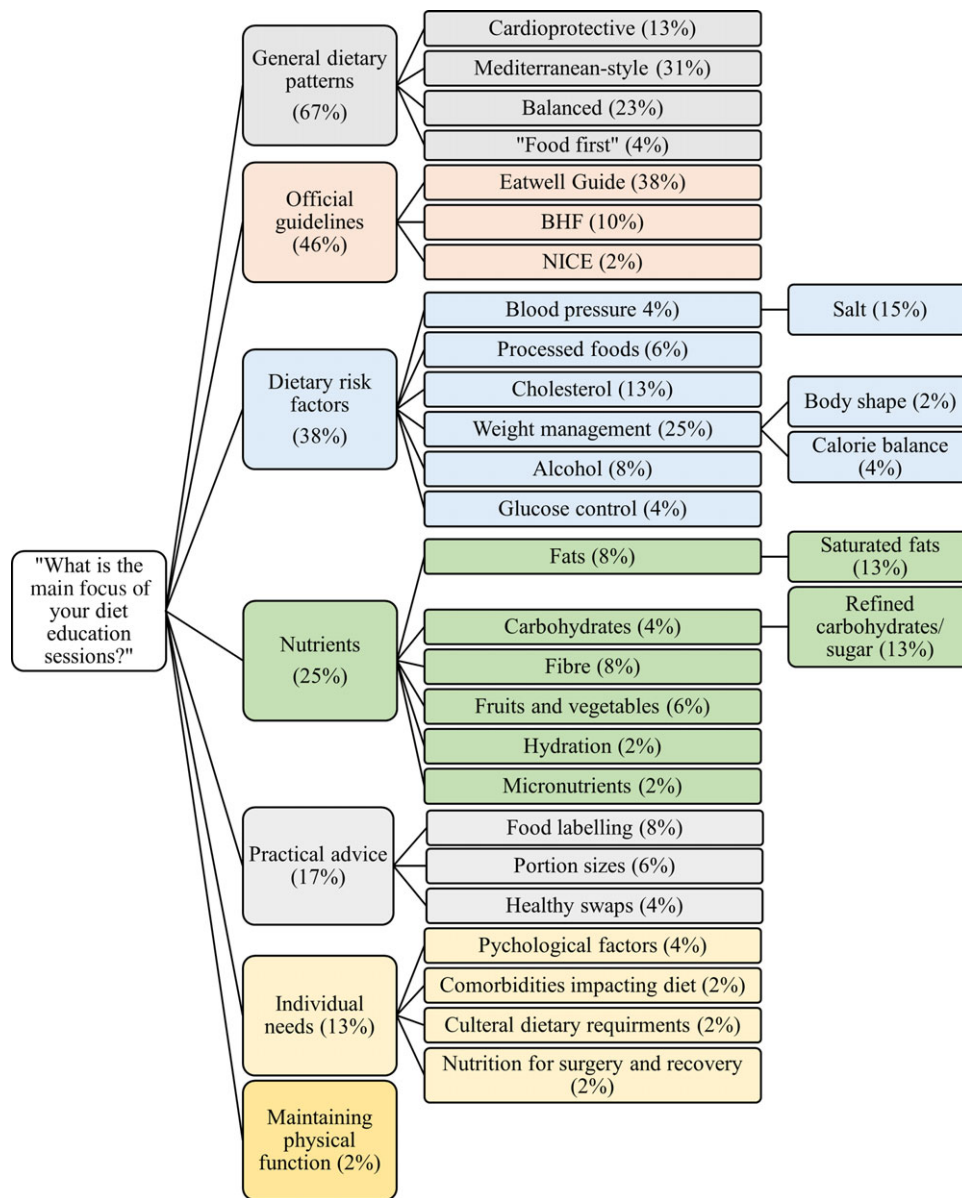 "What is the
main focus of
your diet
education
sessions?"
General dietary
patterns
(67%)
Cardioprotective (13%)
Mediterranean-style (31%)
Balanced (23%)
"Food first" (4%)
Official
guidelines
(46%)
Eatwell Guide (38%)
BHF (10%)
NICE (2%)
Dietary risk
factors
(38%)
Blood pressure 4%)
Salt (15%)
Processed foods (6%)
Cholesterol (13%)
Weight management (25%)
Body shape (2%)
Calorie balance
(4%)
Alcohol (8%)
Glucose control (4%)
Nutrients
(25%)
Fats (8%)
Saturated fats
(13%)
Carbohydrates (4%)
Refined
carbohydrates/
sugar (13%)
Fibre (8%)
Fruits and vegetables (6%)
Hydration (2%)
Micronutrients (2%)
Practical advice
(17%)
Food labelling (8%)
Portion sizes (6%)
Healthy swaps (4%)
Individual
needs (13%)
Pychological factors (4%)
Comorbidities impacting diet (2%)
Culteral dietary requirments (2%)
Nutrition for surgery and recovery
(2%)
Maintaining
physical
function (2%)